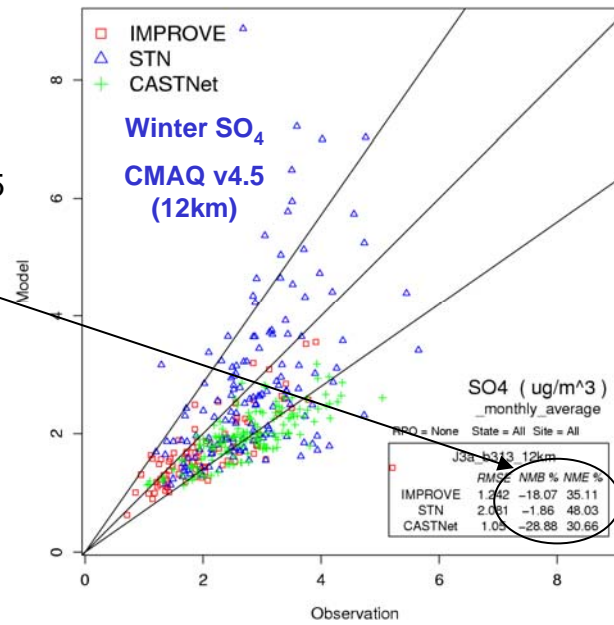 IMPROVE
STN
CASTNet
Winter SO4
CMAQ v4.5
(12km)
5
Model
8
6
4
2
0
SO4 ( ug/m^3 )
_monthly_average
RPO = None State = All Site = All
J3a_b313_12km
RMSE NMB % NME %
IMPROVE 1.242 −18.07 35.11
STN 2.081 −1.86 48.03
CASTNet 1.05 −28.88 30.66
0 2 4 6 8
Observation